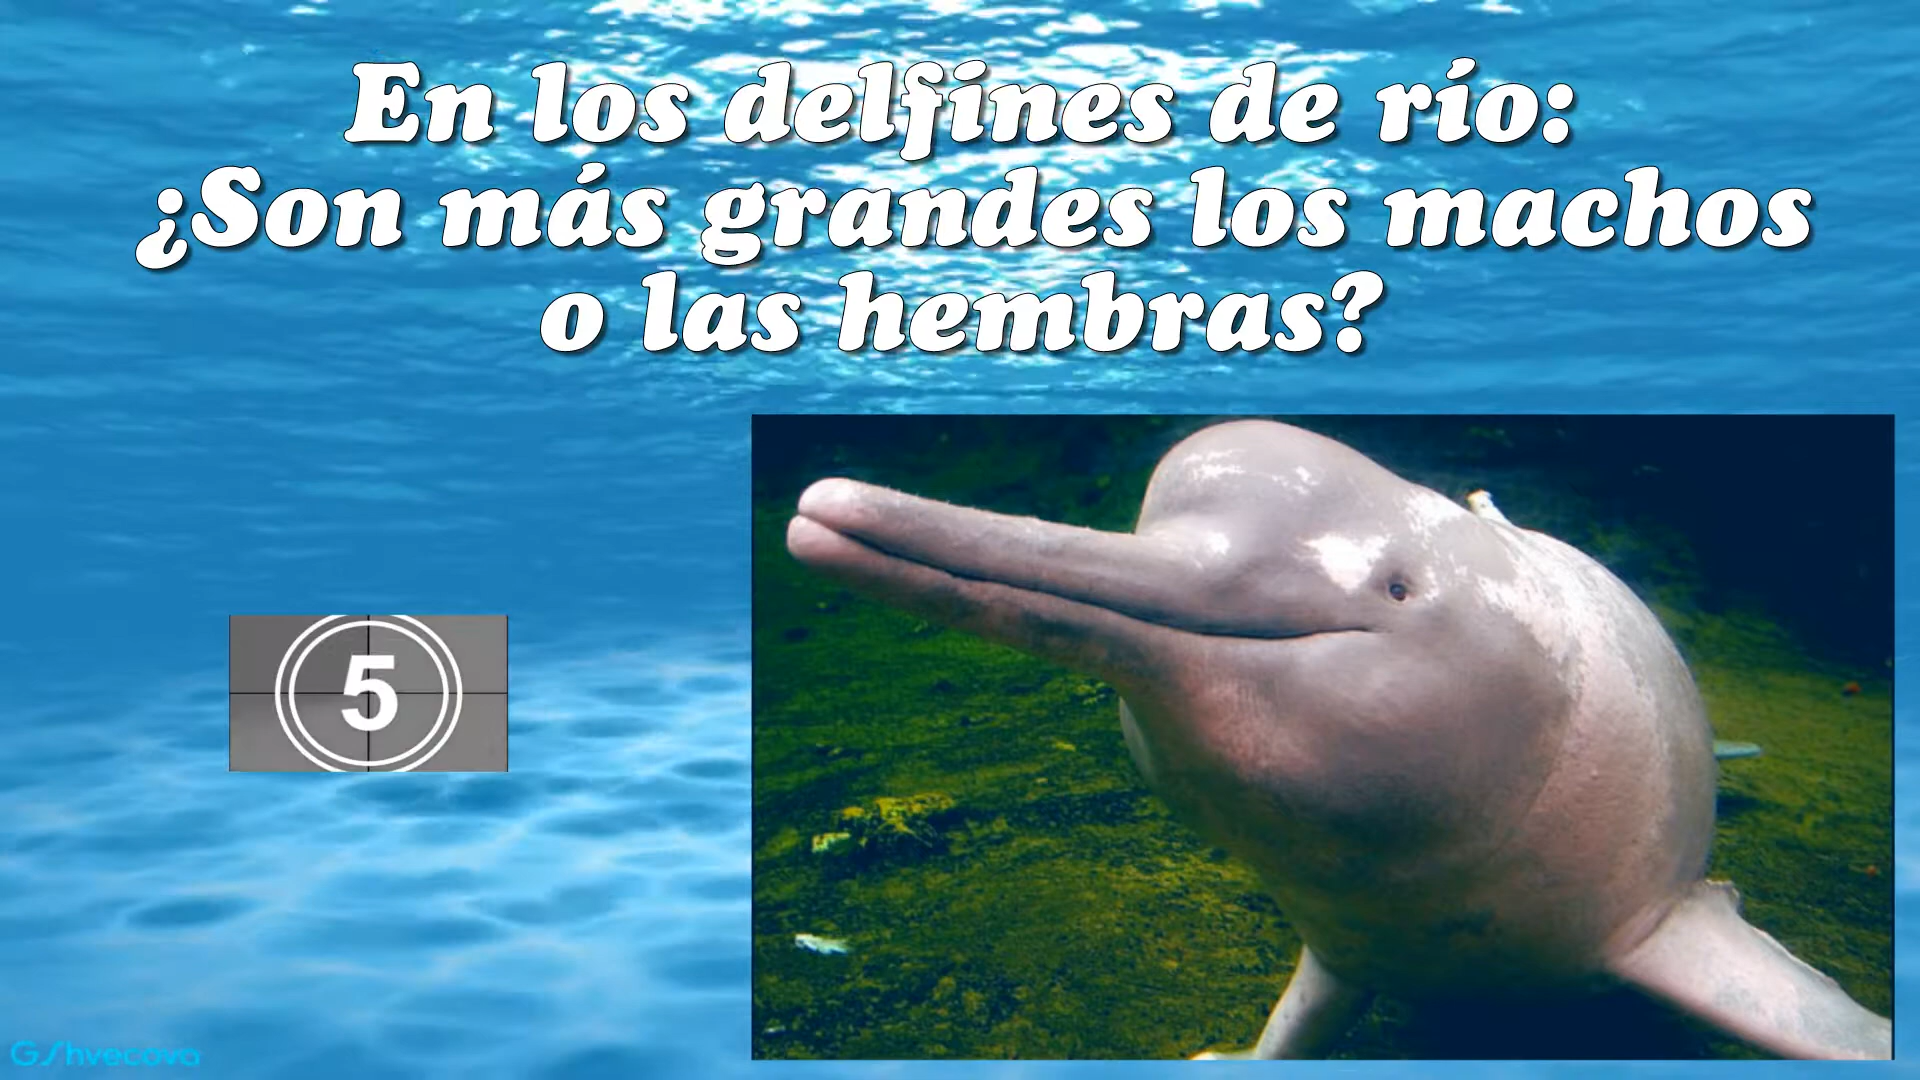 En los delfines de río:
¿Son más grandes los machos
o las hembras?
5
GShvecova